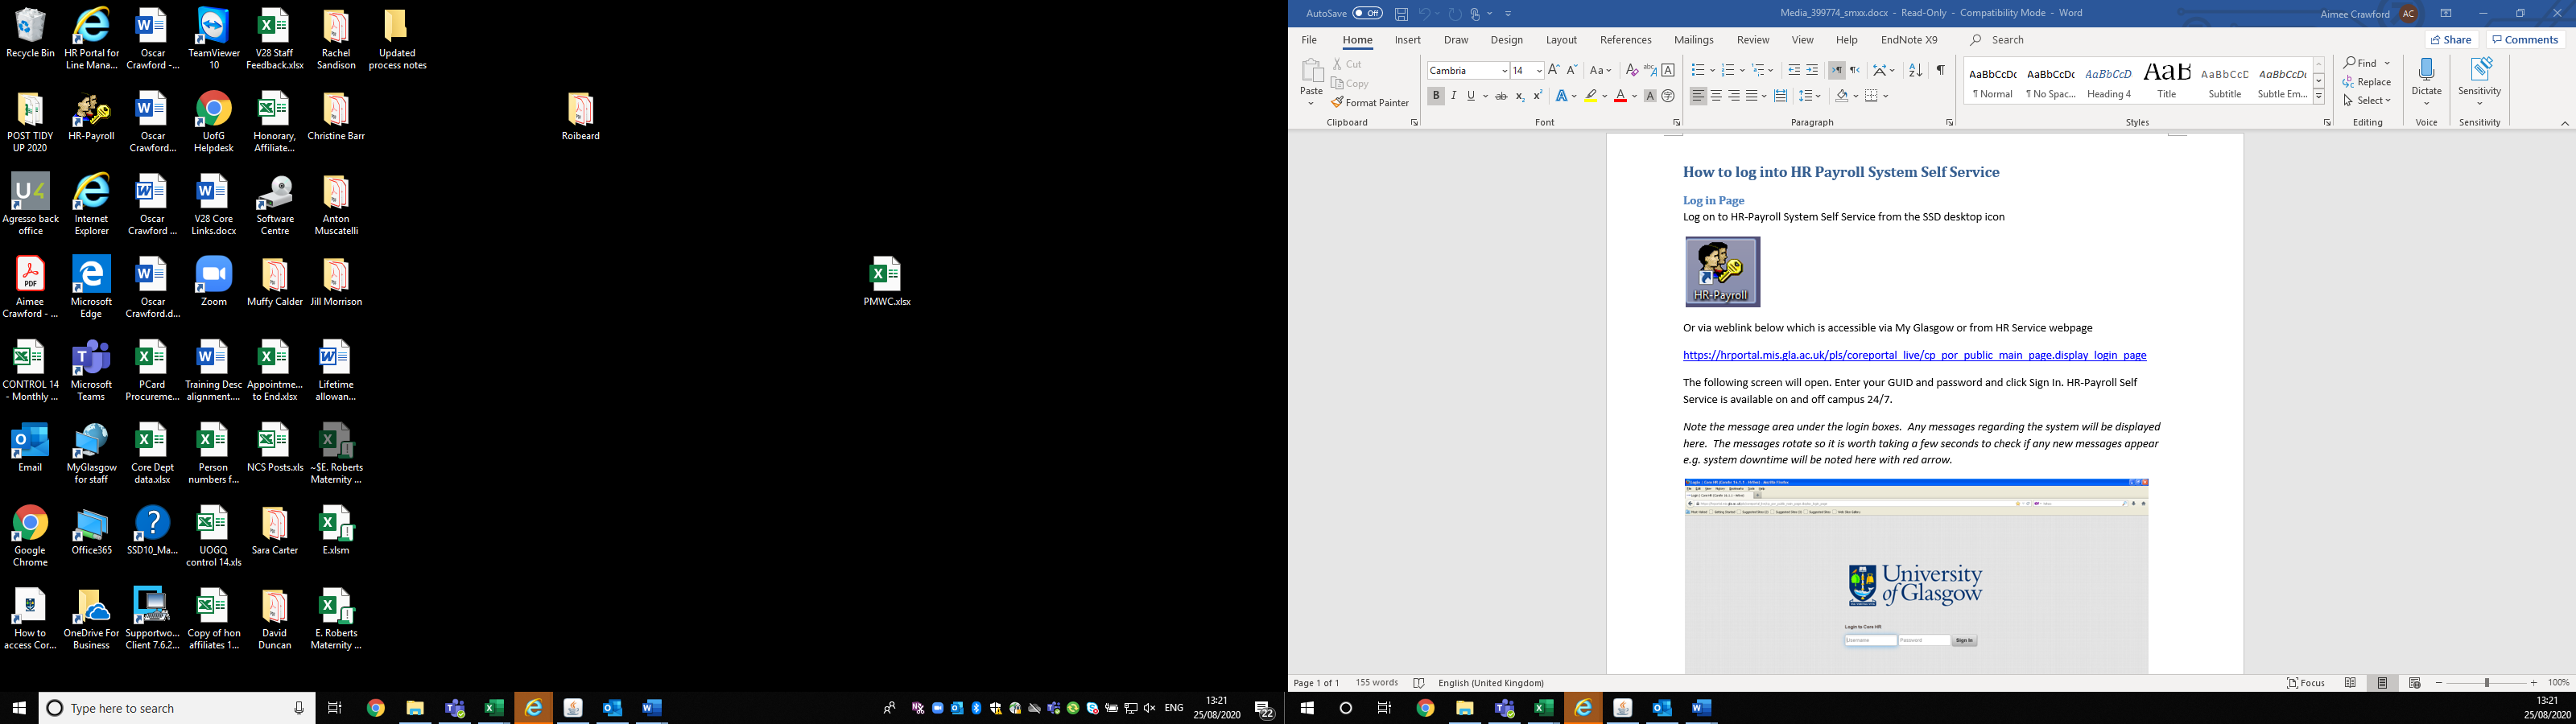 Recycle Bin
HR Portal for
Line Mana...
Oscar
Crawford -...
TeamViewer
10
V28 Staff
Feedback.xlsx
Rachel
Sandison
Updated
process notes
POST TIDY
UP 2020
HR-Payroll
Oscar
Crawford...
UofG
Helpdesk
Honorary,
Affiliate...
Christine Barr
Roibeard
U4
Agresso back
office
Internet
Explorer
Oscar
Crawford ...
V28 Core
Links.docx
Software
Centre
Anton
Muscatelli
PDF
Aimee
Crawford - ...
Microsoft
Edge
Oscar
Crawford.d...
Zoom
Muffy Calder
Jill Morrison
PMWC.xlsx
CONTROL 14
- Monthly ...
Microsoft
Teams
PCard
Procureme...
Training Desc
alignment....
Appointme...
to End.xlsx
Lifetime
allowan...
Email
MyGlasgow
for staff
Core Dept
data.xlsx
Person
numbers f...
NCS Posts.xls
~$E. Roberts
Maternity ...
Google
Chrome
Office365
SSD10_Ma...
UOGQ
control 14.xls
Sara Carter
E.xlsm
How to
access Cor...
OneDrive For
Business
Supportwo...
Client 7.6.2...
Copy of hon
affiliates 1...
David
Duncan
E. Roberts
Maternity ...
Type here to search
ENG
13:21
25/08/2020
22
AutoSave Off
Media_399774_smxx.docx - Read-Only - Compatibility Mode - Word
Aimee Crawford AC
File Home Insert Draw Design Layout References Mailings Review View Help EndNote X9 Search
Share Comments
Paste
Cut
Copy
Format Painter
Clipboard
Cambria 14
Font
Paragraph
AaBbCcDc AaBbCcDc AaBbCcD AaB AaBbCcD AaBbCcDc
¶ Normal ¶ No Spac... Heading 4 Title Subtitle Subtle Em...
Styles
Find
Replace
Select
Editing
Dictate
Voice
Sensitivity
Sensitivity
How to log into HR Payroll System Self Service
Log in Page
Log on to HR-Payroll System Self Service from the SSD desktop icon
HR-Payroll
Or via weblink below which is accessible via My Glasgow or from HR Service webpage
https://hrportal.mis.gla.ac.uk/pls/coreportal_live/cp_por_public_main_page.display_login_page
The following screen will open. Enter your GUID and password and click Sign In. HR-Payroll Self
Service is available on and off campus 24/7.
Note the message area under the login boxes. Any messages regarding the system will be displayed
here. The messages rotate so it is worth taking a few seconds to check if any new messages appear
e.g. system downtime will be noted here with red arrow.
University
of Glasgow
Login to Core HR
Username Password Sign In
Page 1 of 1 155 words English (United Kingdom)
Focus 100%
13:21
25/08/2020